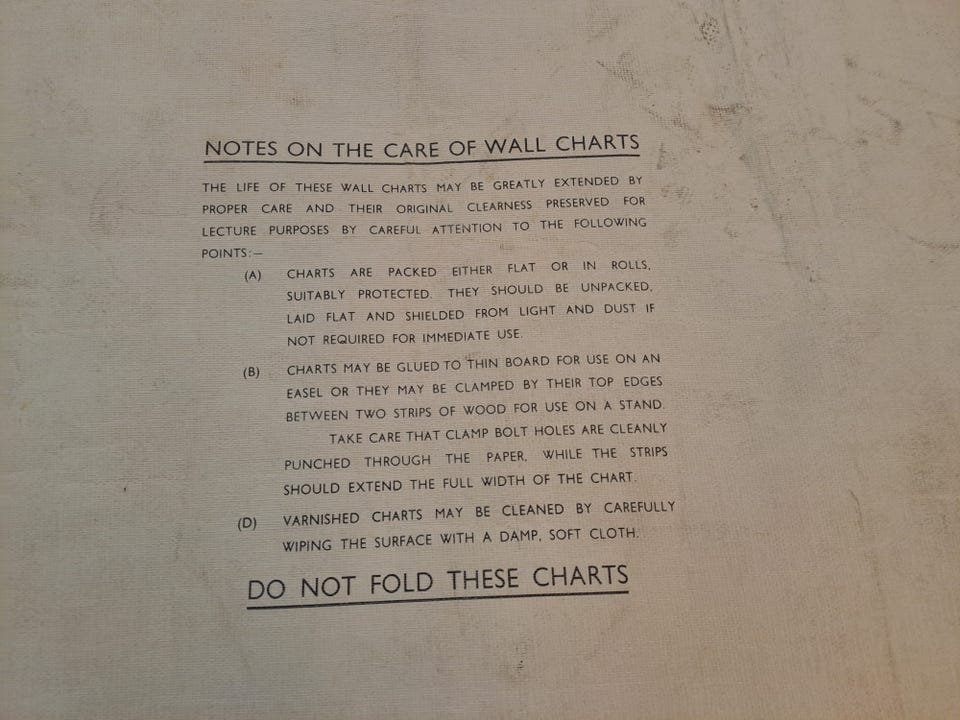 NOTES ON THE CARE OF WALL CHARTS
THE LIFE OF THESE WALL CHARTS MAY BE GREATLY EXTENDED BY
PROPER CARE AND THEIR ORIGINAL CLEARNESS PRESERVED FOR
LECTURE PURPOSES BY CAREFUL ATTENTION TO THE FOLLOWING
POINTS:—
(A) CHARTS ARE PACKED EITHER FLAT OR IN ROLLS,
SUITABLY PROTECTED. THEY SHOULD BE UNPACKED,
LAID FLAT AND SHIELDED FROM LIGHT AND DUST IF
NOT REQUIRED FOR IMMEDIATE USE.
(B) CHARTS MAY BE GLUED TO THIN BOARD FOR USE ON AN
EASEL OR THEY MAY BE CLAMPED BY THEIR TOP EDGES
BETWEEN TWO STRIPS OF WOOD FOR USE ON A STAND.
TAKE CARE THAT CLAMP BOLT HOLES ARE CLEANLY
PUNCHED THROUGH THE PAPER, WHILE THE STRIPS
SHOULD EXTEND THE FULL WIDTH OF THE CHART.
(D) VARNISHED CHARTS MAY BE CLEANED BY CAREFULLY
WIPING THE SURFACE WITH A DAMP, SOFT CLOTH.
DO NOT FOLD THESE CHARTS